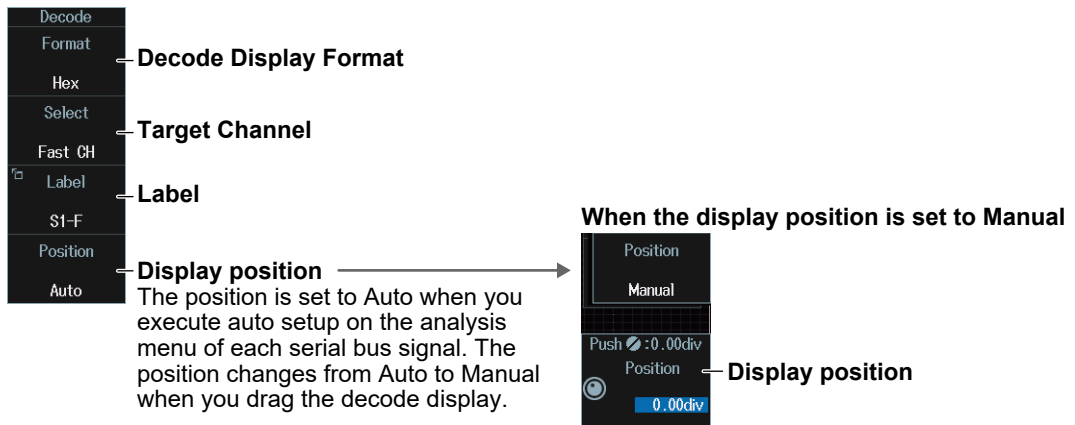 Decode
Format
Hex
Decode Display Format
Select
Fast CH
Target Channel
Label
S1-F
Label
Position
Auto
Display position
The position is set to Auto when you
execute auto setup on the analysis
menu of each serial bus signal. The
position changes from Auto to Manual
when you drag the decode display.
When the display position is set to Manual
Position
Manual
Push :0.00div
Position
0.00div
Display position